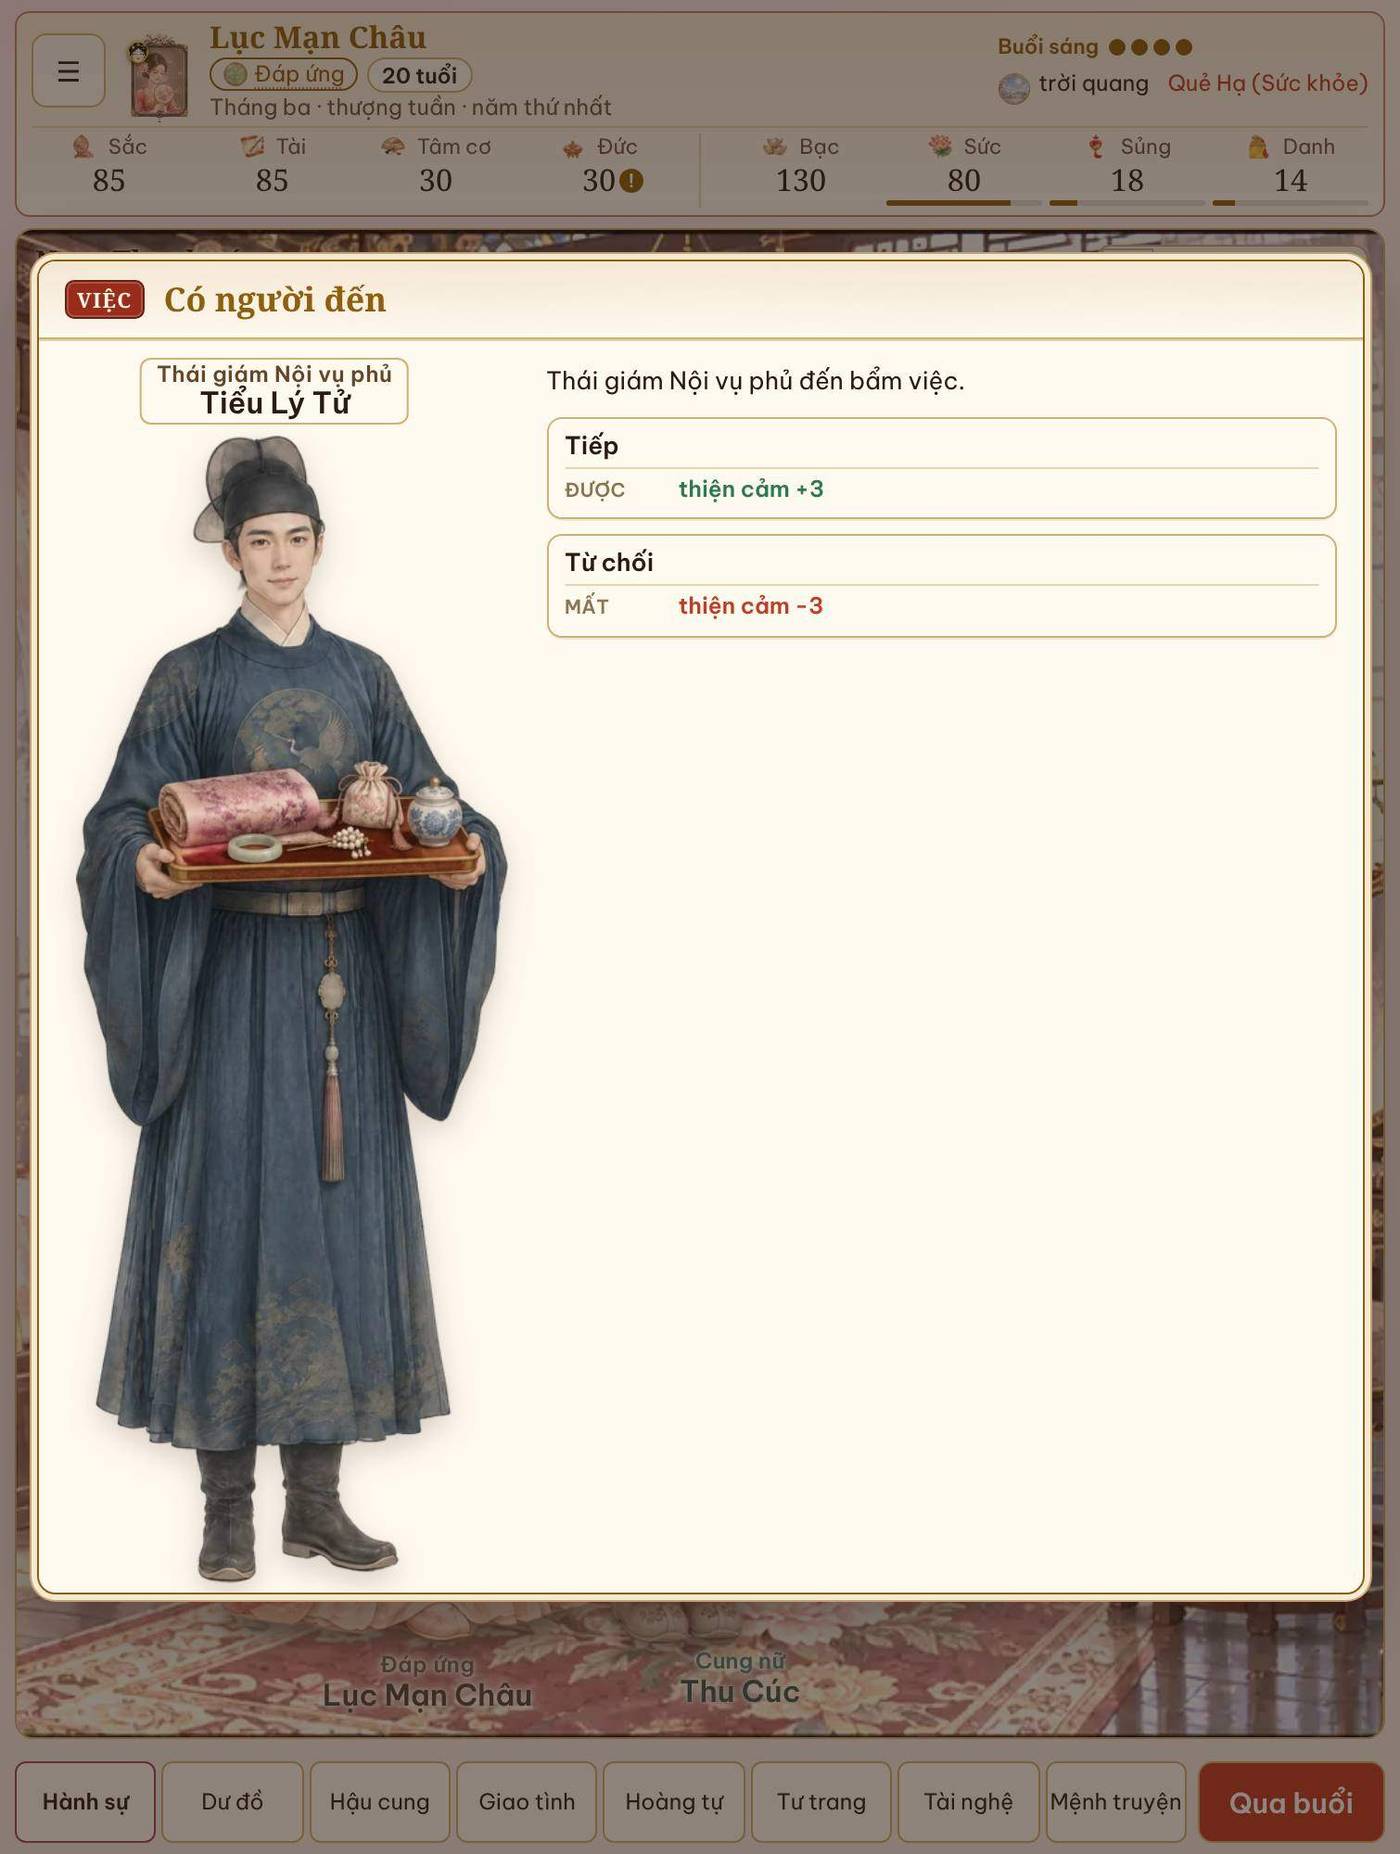 ☰
Lục Mạn Châu
Đáp ứng
20 tuổi
Tháng ba · thượng tuần · năm thứ nhất
Buổi sáng
trời quang Quẻ Hạ (Sức khỏe)
Sắc Tài Tâm cơ Đức Bạc Sức Sủng Danh
85 85 30 30 ! 130 80 18 14
VIỆC Có người đến
Thái giám Nội vụ phủ
Tiểu Lý Tử
Thái giám Nội vụ phủ đến bẩm việc.
Tiếp
ĐƯỢC thiện cảm +3
Từ chối
MẤT thiện cảm -3
Đáp ứng
Lục Mạn Châu
Cung nữ
Thu Cúc
Hành sự Dư đồ Hậu cung Giao tình Hoàng tự Tư trang Tài nghệ Mệnh truyện Qua buổi